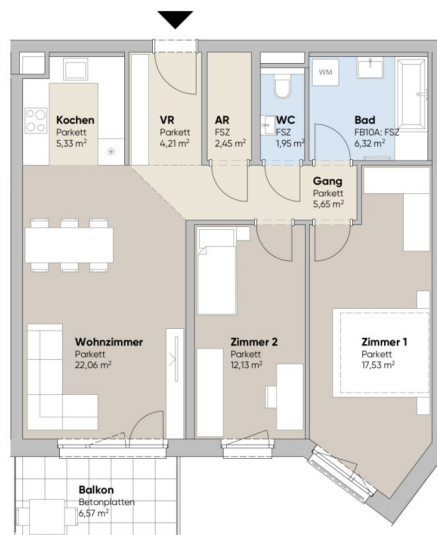 Kochen
Parkett
5,33 m²
VR
Parkett
4,21 m²
AR
FSZ
2,45 m²
WC
FSZ
1,95 m²
WM
Bad
FB10A: FSZ
6,32 m²
Gang
Parkett
5,65 m²
Wohnzimmer
Parkett
22,06 m²
Zimmer 2
Parkett
12,13 m²
Zimmer 1
Parkett
17,53 m²
Balkon
Betonplatten
6,57 m²